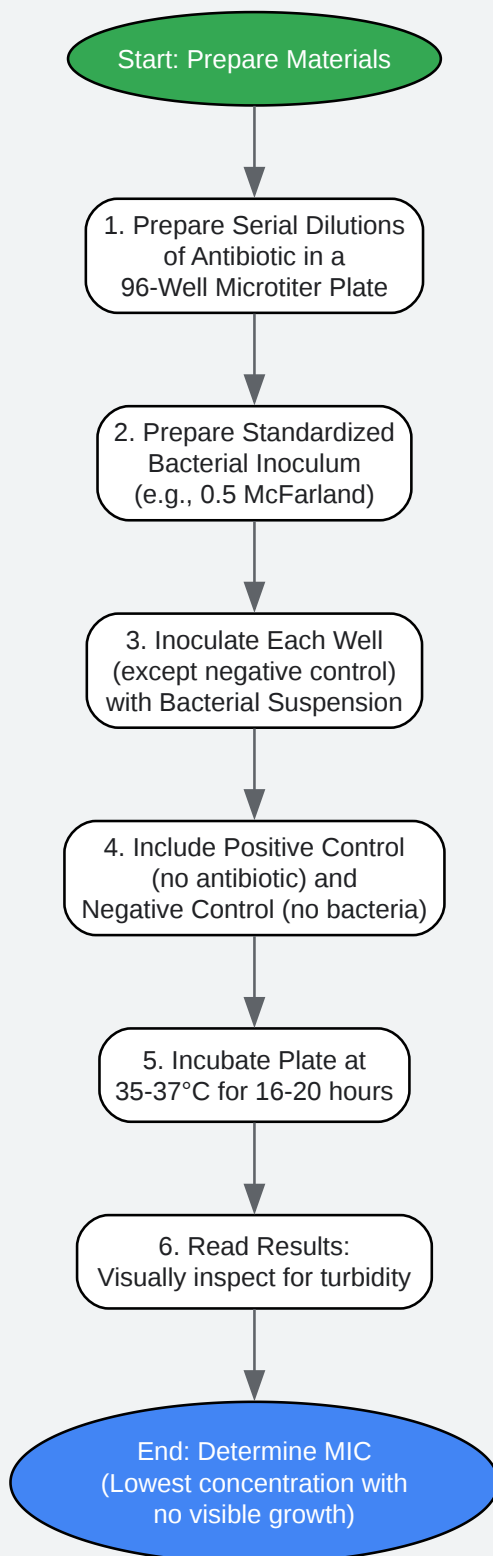 Start: Prepare Materials
1. Prepare Serial Dilutions
of Antibiotic in a
96-Well Microtiter Plate
2. Prepare Standardized
Bacterial Inoculum
(e.g., 0.5 McFarland)
3. Inoculate Each Well
(except negative control)
with Bacterial Suspension
4. Include Positive Control
(no antibiotic) and
Negative Control (no bacteria)
5. Incubate Plate at
35-37°C for 16-20 hours
6. Read Results:
Visually inspect for turbidity
End: Determine MIC
(Lowest concentration with
no visible growth)